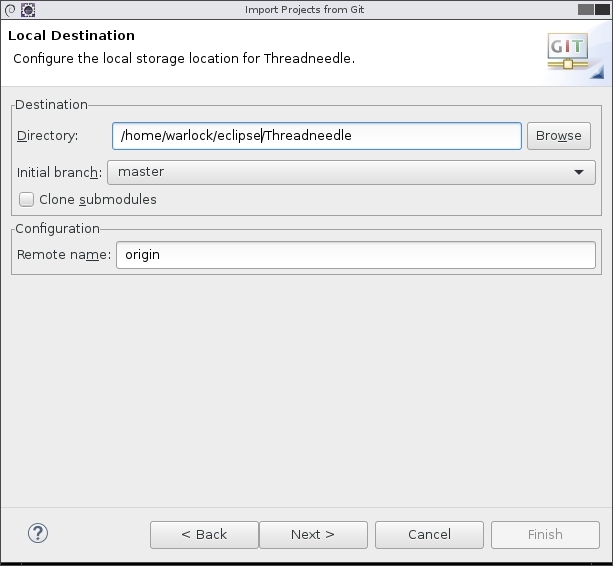 Import Projects from Git
Local Destination
Configure the local storage location for Threadneedle.
GIT
Destination
Directory: /home/warlock/eclipse/Threadneedle Browse
Initial branch: master
Clone submodules
Configuration
Remote name: origin
? < Back Next > Cancel Finish